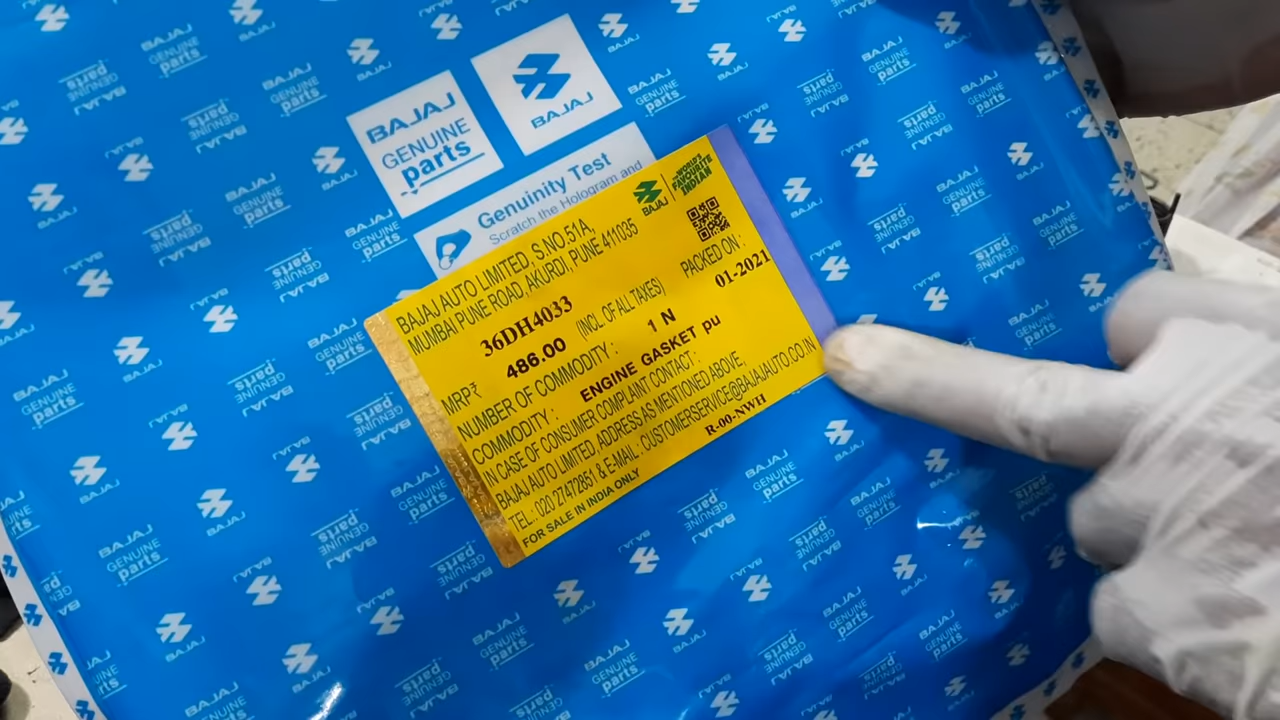 BAJAJ
GENUINE
parts
BAJAJ
Genuinity Test
Scratch the Hologram and
BAJAJ
THE WORLD'S
FAVOURITE
INDIAN
BAJAJ AUTO LIMITED, S.NO.51A,
MUMBAI PUNE ROAD, AKURDI, PUNE 411035
PACKED ON :
01-2021
36DH4033
MRP₹ 486.00 (INCL. OF ALL TAXES)
NUMBER OF COMMODITY : 1 N
COMMODITY : ENGINE GASKET pu
IN CASE OF CONSUMER COMPLAINT CONTACT :
BAJAJ AUTO LIMITED, ADDRESS AS MENTIONED ABOVE,
TEL.: 020 27472851 & E-MAIL : CUSTOMERSERVICE@BAJAJAUTO.CO.IN
FOR SALE IN INDIA ONLY
R-00-NWH